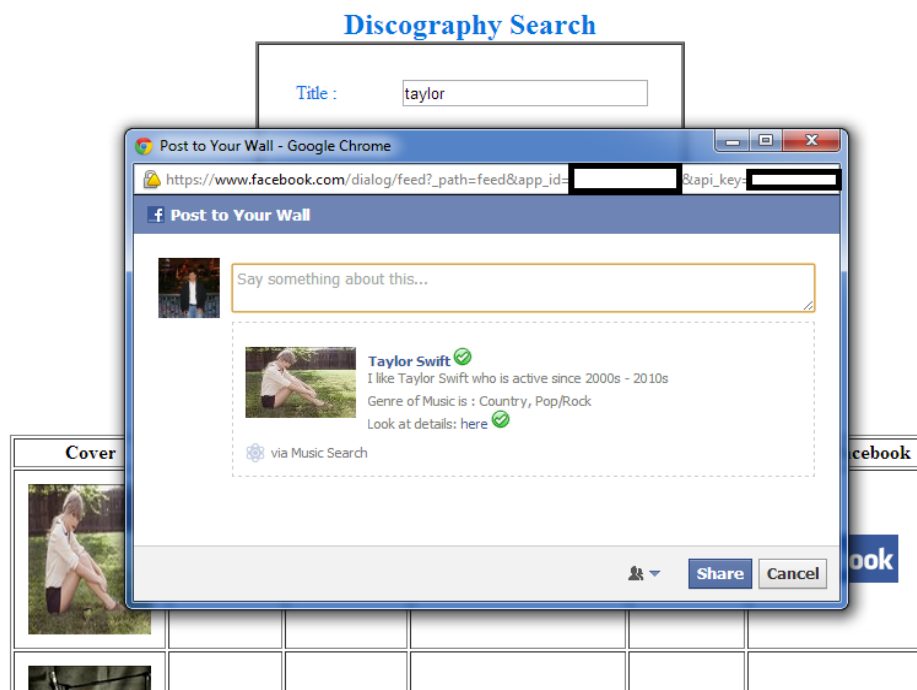 Discography Search
Title :
taylor
Post to Your Wall - Google Chrome
https://www.facebook.com/dialog/feed?_path=feed&app_id= &api_key=
f Post to Your Wall
Say something about this...
Taylor Swift
I like Taylor Swift who is active since 2000s - 2010s
Genre of Music is : Country, Pop/Rock
Look at details: here
via Music Search
Cover
cebook
ook
Share
Cancel